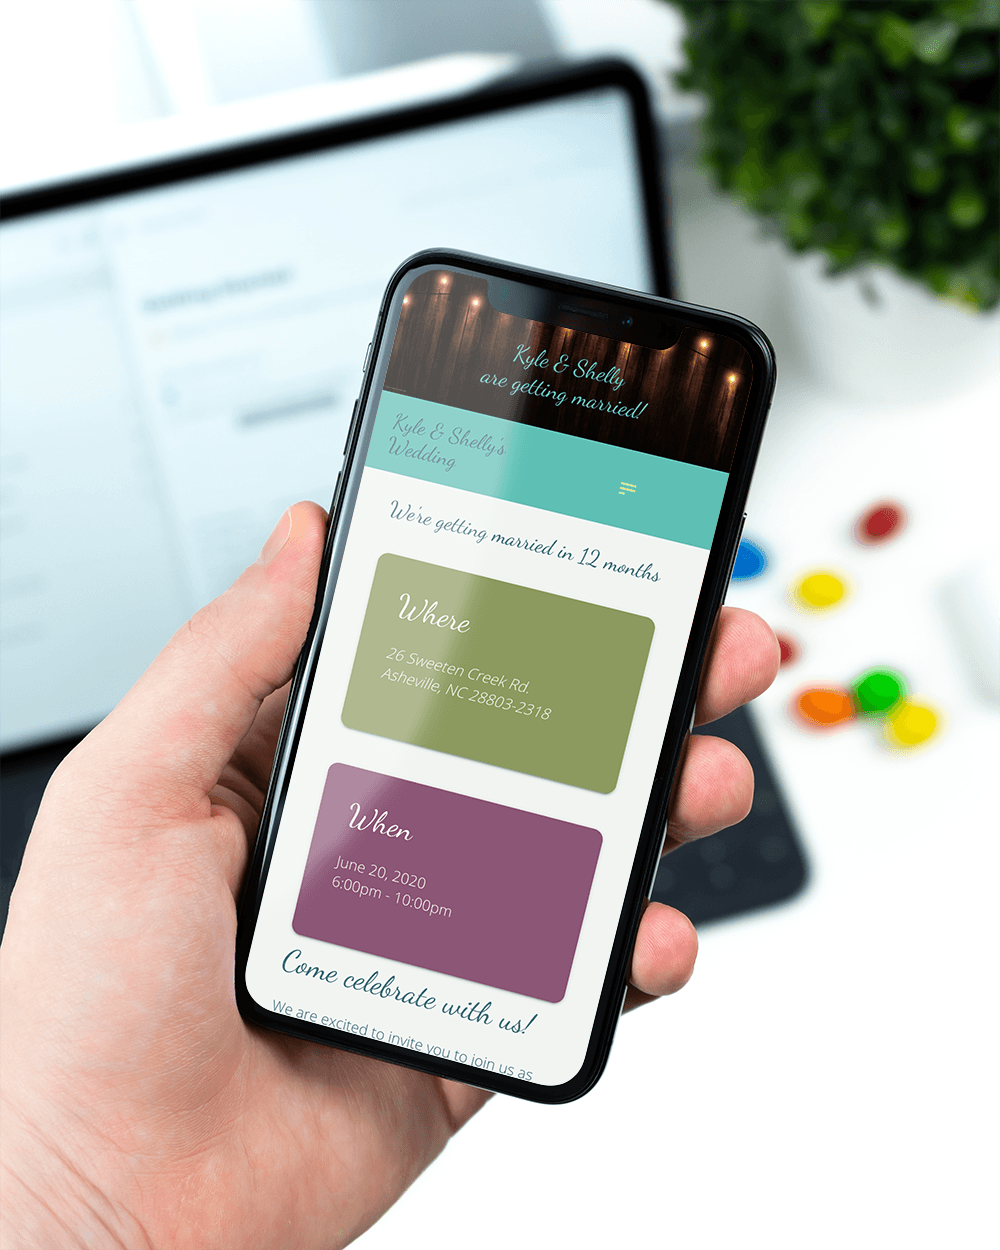 Kyle & Shelly
are getting married!
Kyle & Shelly's
Wedding
We're getting married in 12 months
Where
26 Sweeten Creek Rd.
Asheville, NC 28803-2318
When
June 20, 2020
6:00pm - 10:00pm
Come celebrate with us!
We are excited to invite you to join us as